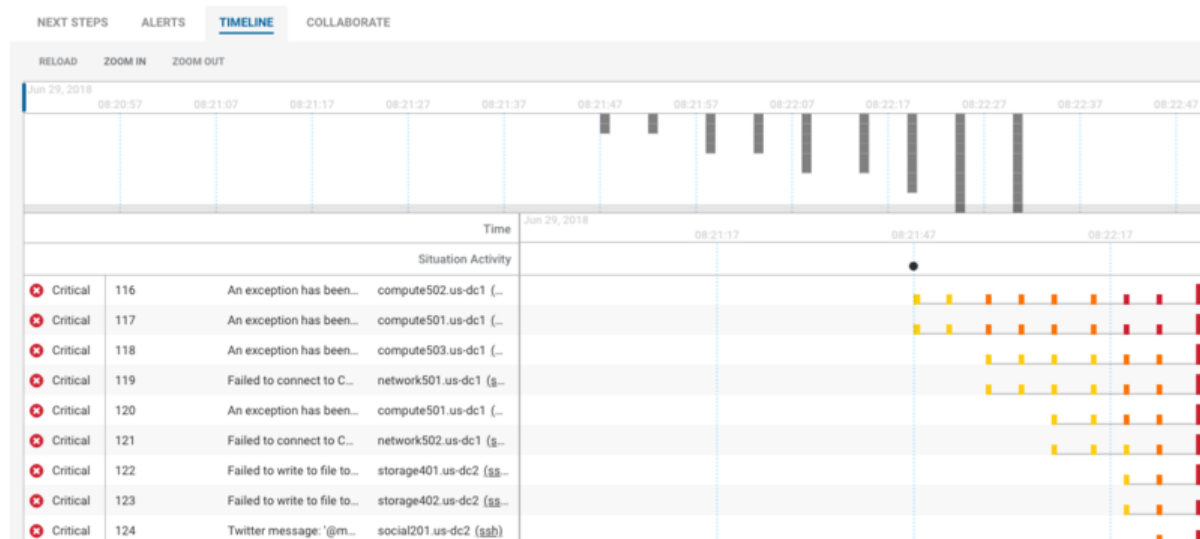 NEXT STEPS ALERTS TIMELINE COLLABORATE
RELOAD ZOOM IN ZOOM OUT
Jun 29, 2018
08:20:57 08:21:07 08:21:17 08:21:27 08:21:37 08:21:47 08:21:57 08:22:07 08:22:17 08:22:27 08:22:37 08:22:47
Time Jun 29, 2018
08:21:17 08:21:47 08:22:17
Situation Activity
Critical 116 An exception has been... compute502.us-dc1 (...
Critical 117 An exception has been... compute501.us-dc1 (...
Critical 118 An exception has been... compute503.us-dc1 (...
Critical 119 Failed to connect to C... network501.us-dc1 (s...
Critical 120 An exception has been... compute501.us-dc1 (...
Critical 121 Failed to connect to C... network502.us-dc1 (s...
Critical 122 Failed to write to file to... storage401.us-dc2 (ss...
Critical 123 Failed to write to file to... storage402.us-dc2 (ss...
Critical 124 Twitter message: '@m... social201.us-dc2 (ssh)